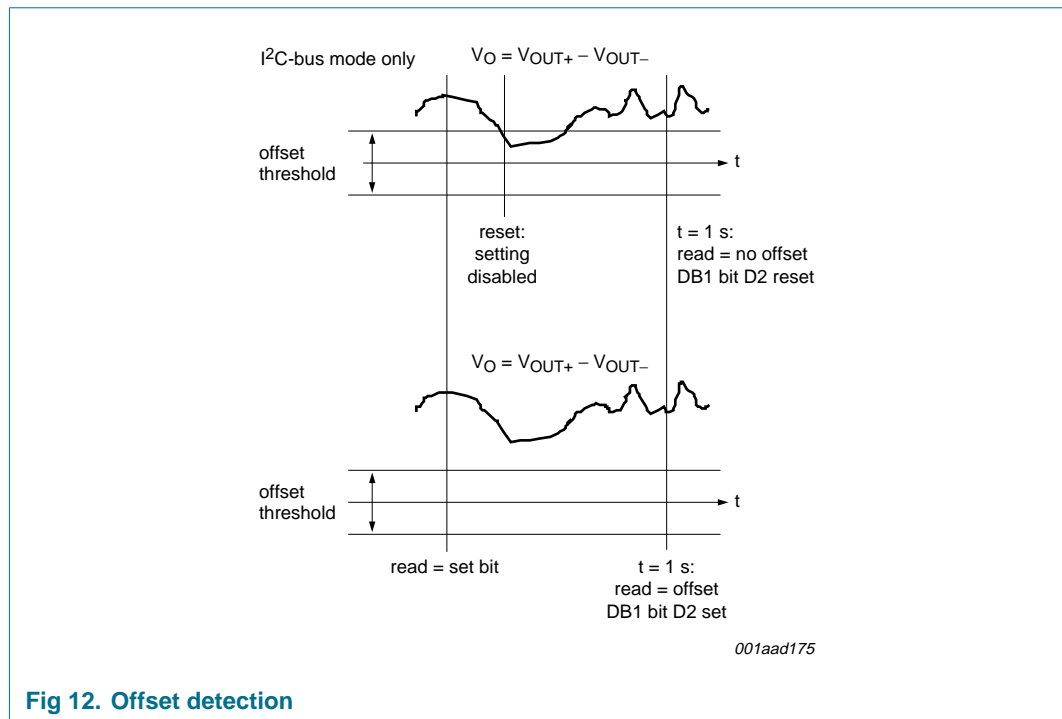 I²C-bus mode only
V_O = V_OUT+ − V_OUT−
offset
threshold
t
reset:
setting
disabled
t = 1 s:
read = no offset
DB1 bit D2 reset
V_O = V_OUT+ − V_OUT−
offset
threshold
t
read = set bit
t = 1 s:
read = offset
DB1 bit D2 set
001aad175
Fig 12. Offset detection